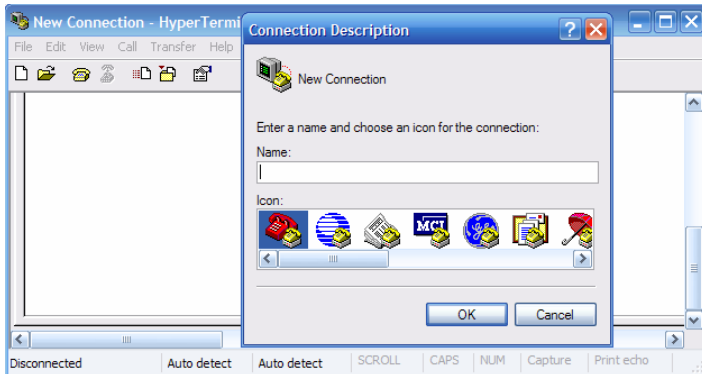 New Connection - HyperTermi
File Edit View Call Transfer Help
Connection Description
New Connection
Enter a name and choose an icon for the connection:
Name:
Icon:
MCI
OK Cancel
Disconnected Auto detect Auto detect SCROLL CAPS NUM Capture Print echo